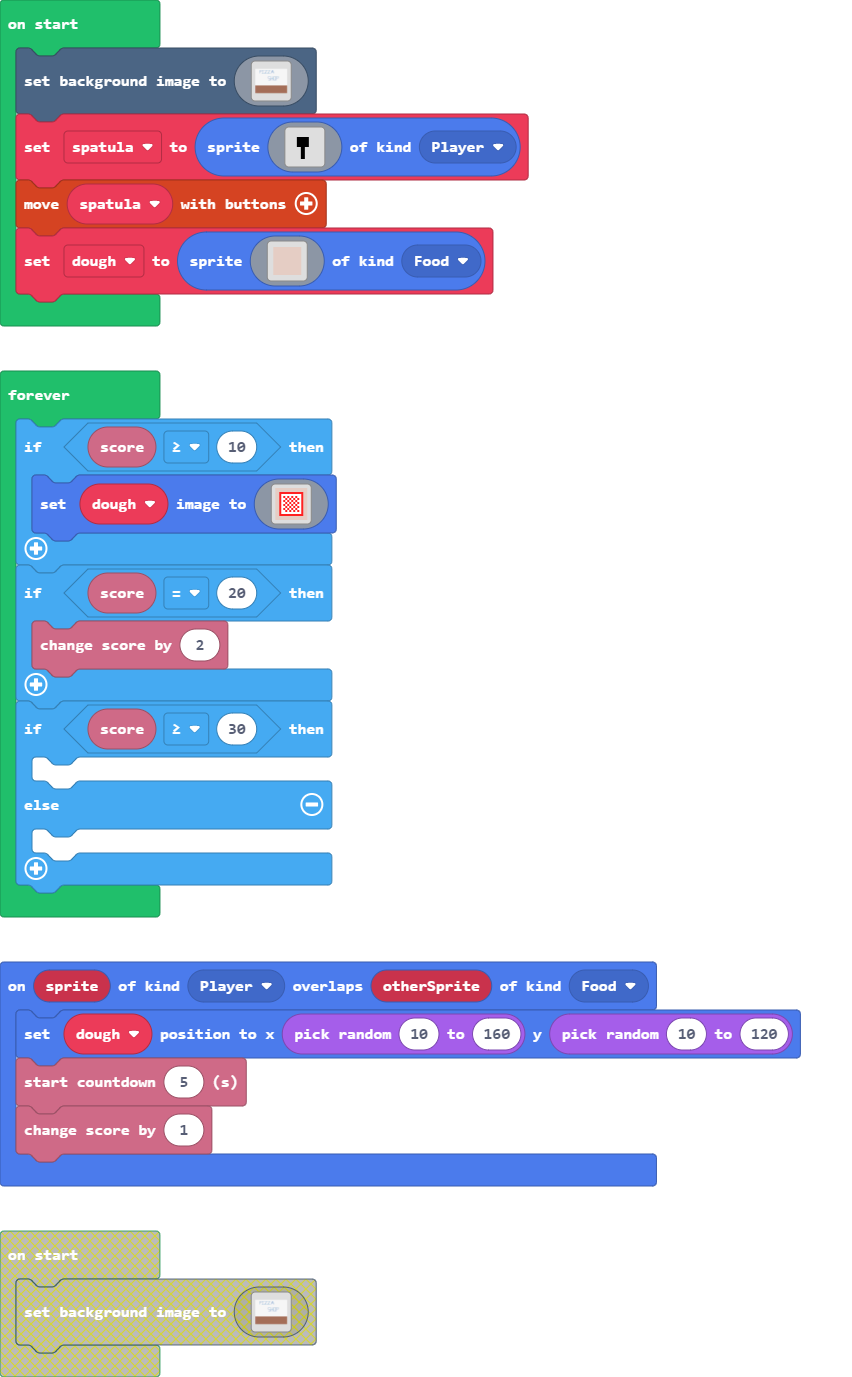 on start
set background image to
set spatula to sprite of kind Player
move spatula with buttons
set dough to sprite of kind Food
forever
if score ≥ 10 then
set dough image to
if score = 20 then
change score by 2
if score ≥ 30 then
else
on sprite of kind Player overlaps otherSprite of kind Food
set dough position to x pick random 10 to 160 y pick random 10 to 120
start countdown 5 (s)
change score by 1
on start
set background image to